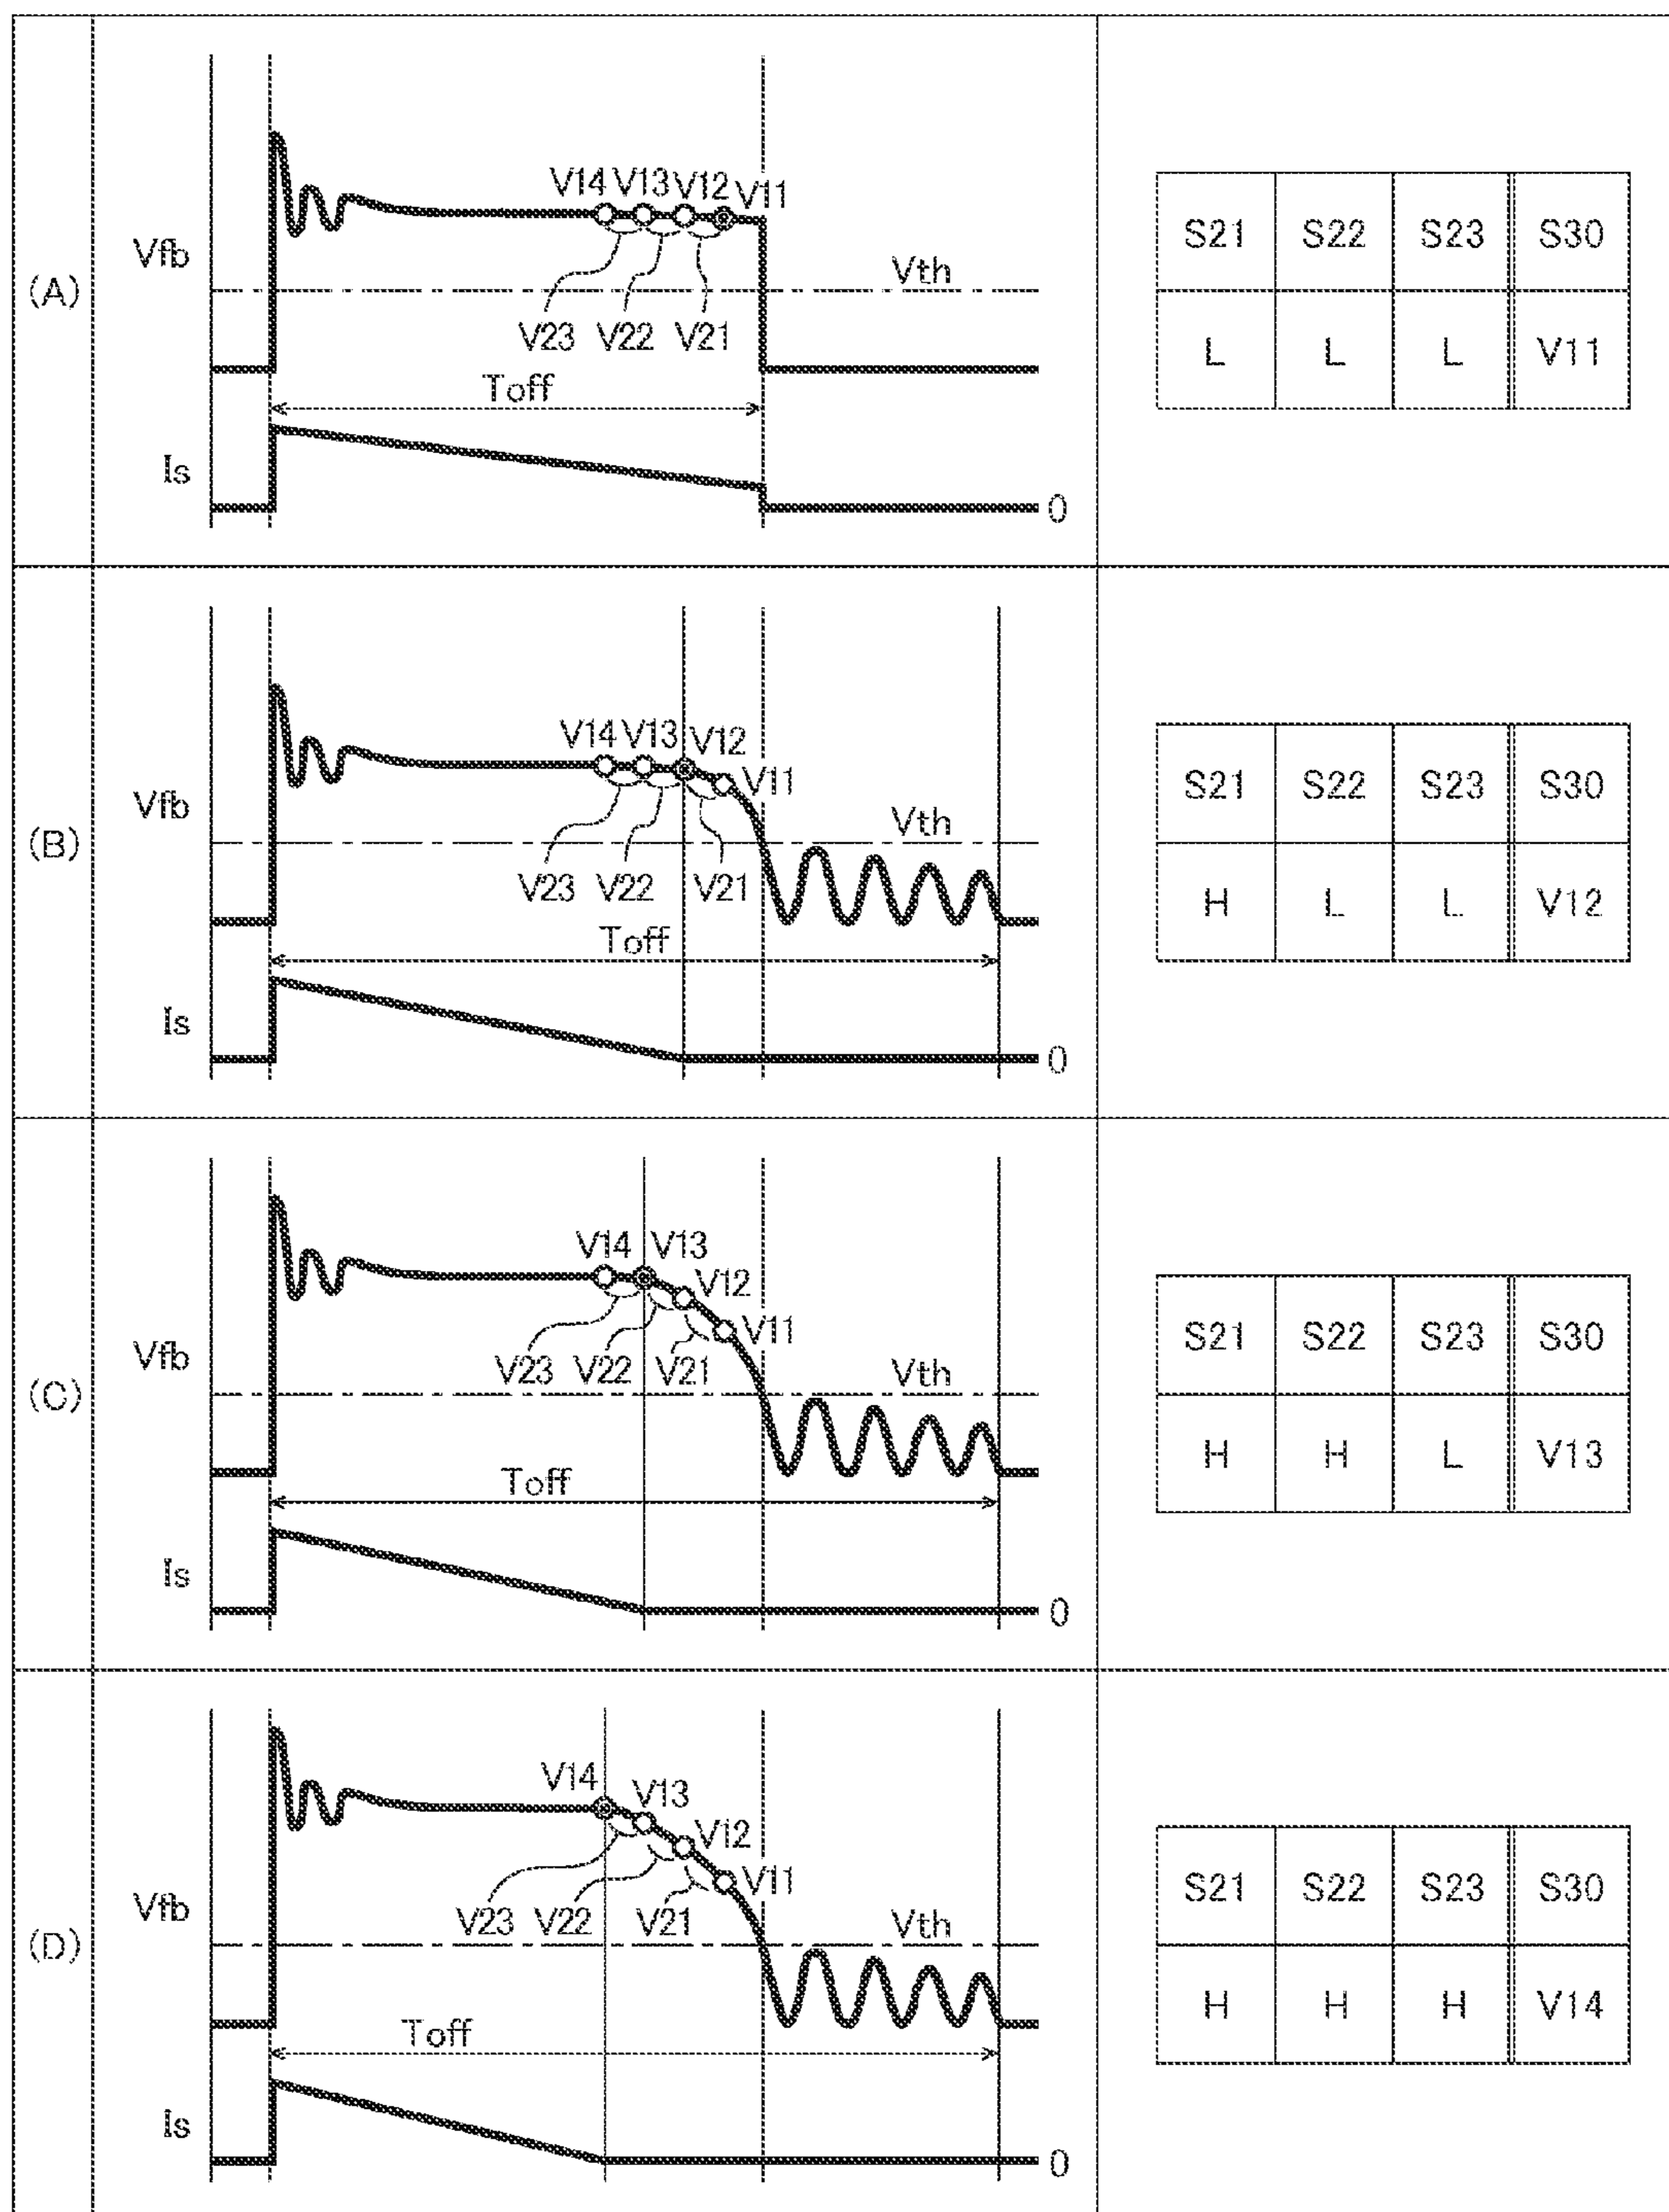 (A)
V14 V13 V12 V11
Vfb
Vth
V23 V22 V21
Toff
Is
0
S21 S22 S23 S30
L L L V11
(B)
V14 V13 V12
V11
Vfb
Vth
V23 V22 V21
Toff
Is
0
S21 S22 S23 S30
H L L V12
(C)
V14 V13
V12
V11
Vfb
Vth
V23 V22 V21
Toff
Is
0
S21 S22 S23 S30
H H L V13
(D)
V14
V13
V12
V11
Vfb
Vth
V23 V22 V21
Toff
Is
0
S21 S22 S23 S30
H H H V14